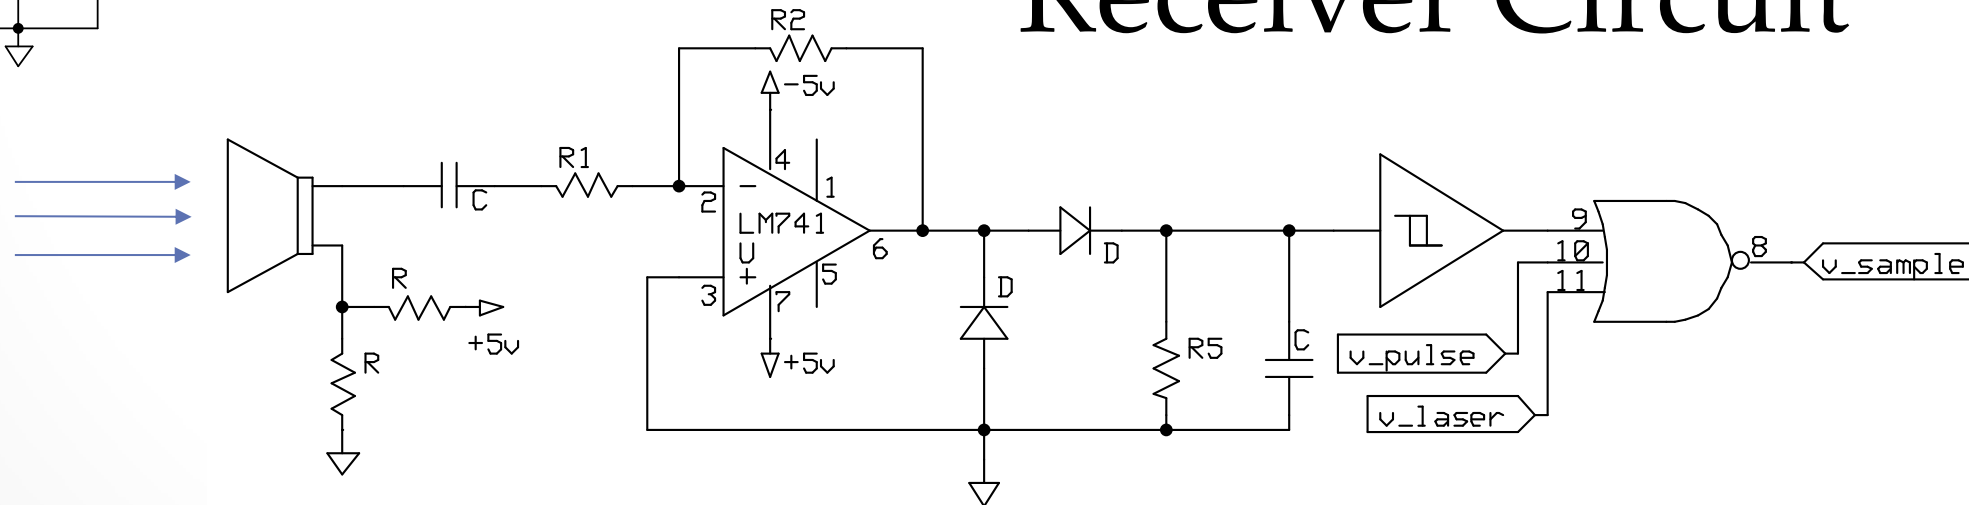 Receiver Circuit
R2
-5v
4
1
R1
C
2
-
LM741
U
+
3
7
5
6
+5v
R
+5v
R
D
D
R5
C
9
10
11
8
v_sample
v_pulse
v_laser